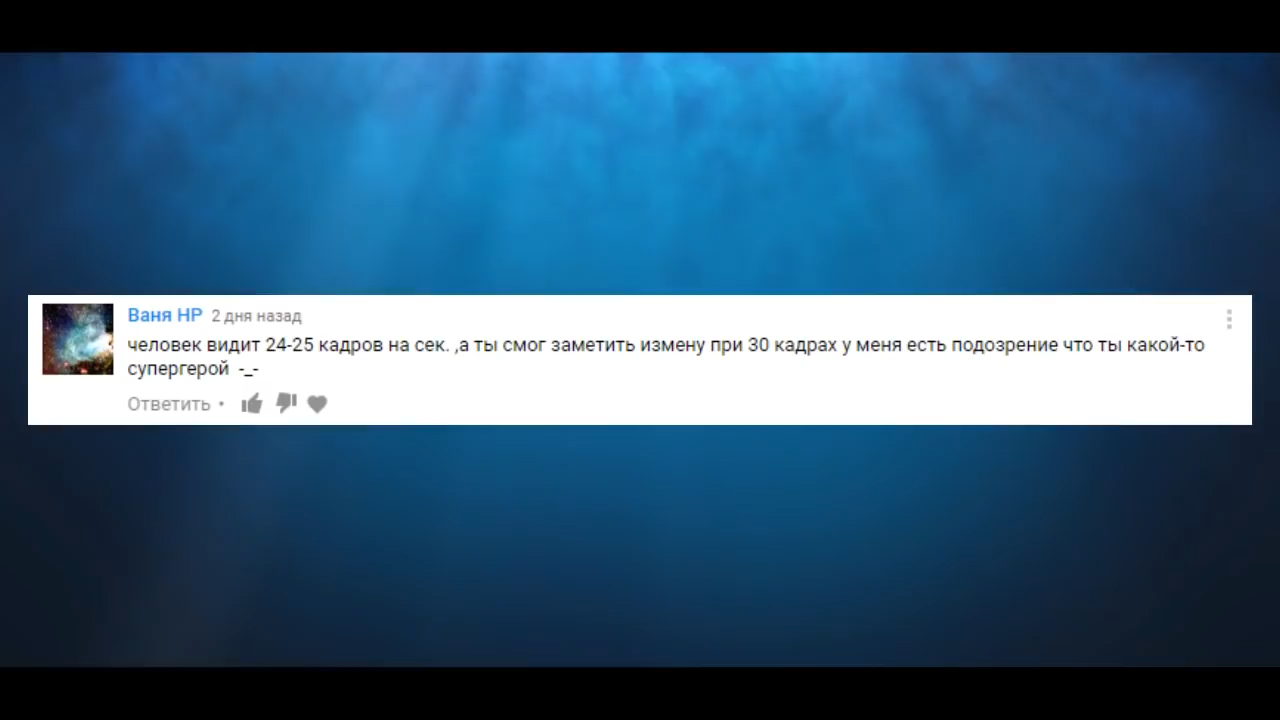 Ваня НР 2 дня назад
человек видит 24-25 кадров на сек. ,а ты смог заметить измену при 30 кадрах у меня есть подозрение что ты какой-то
супергерой -_-
Ответить •